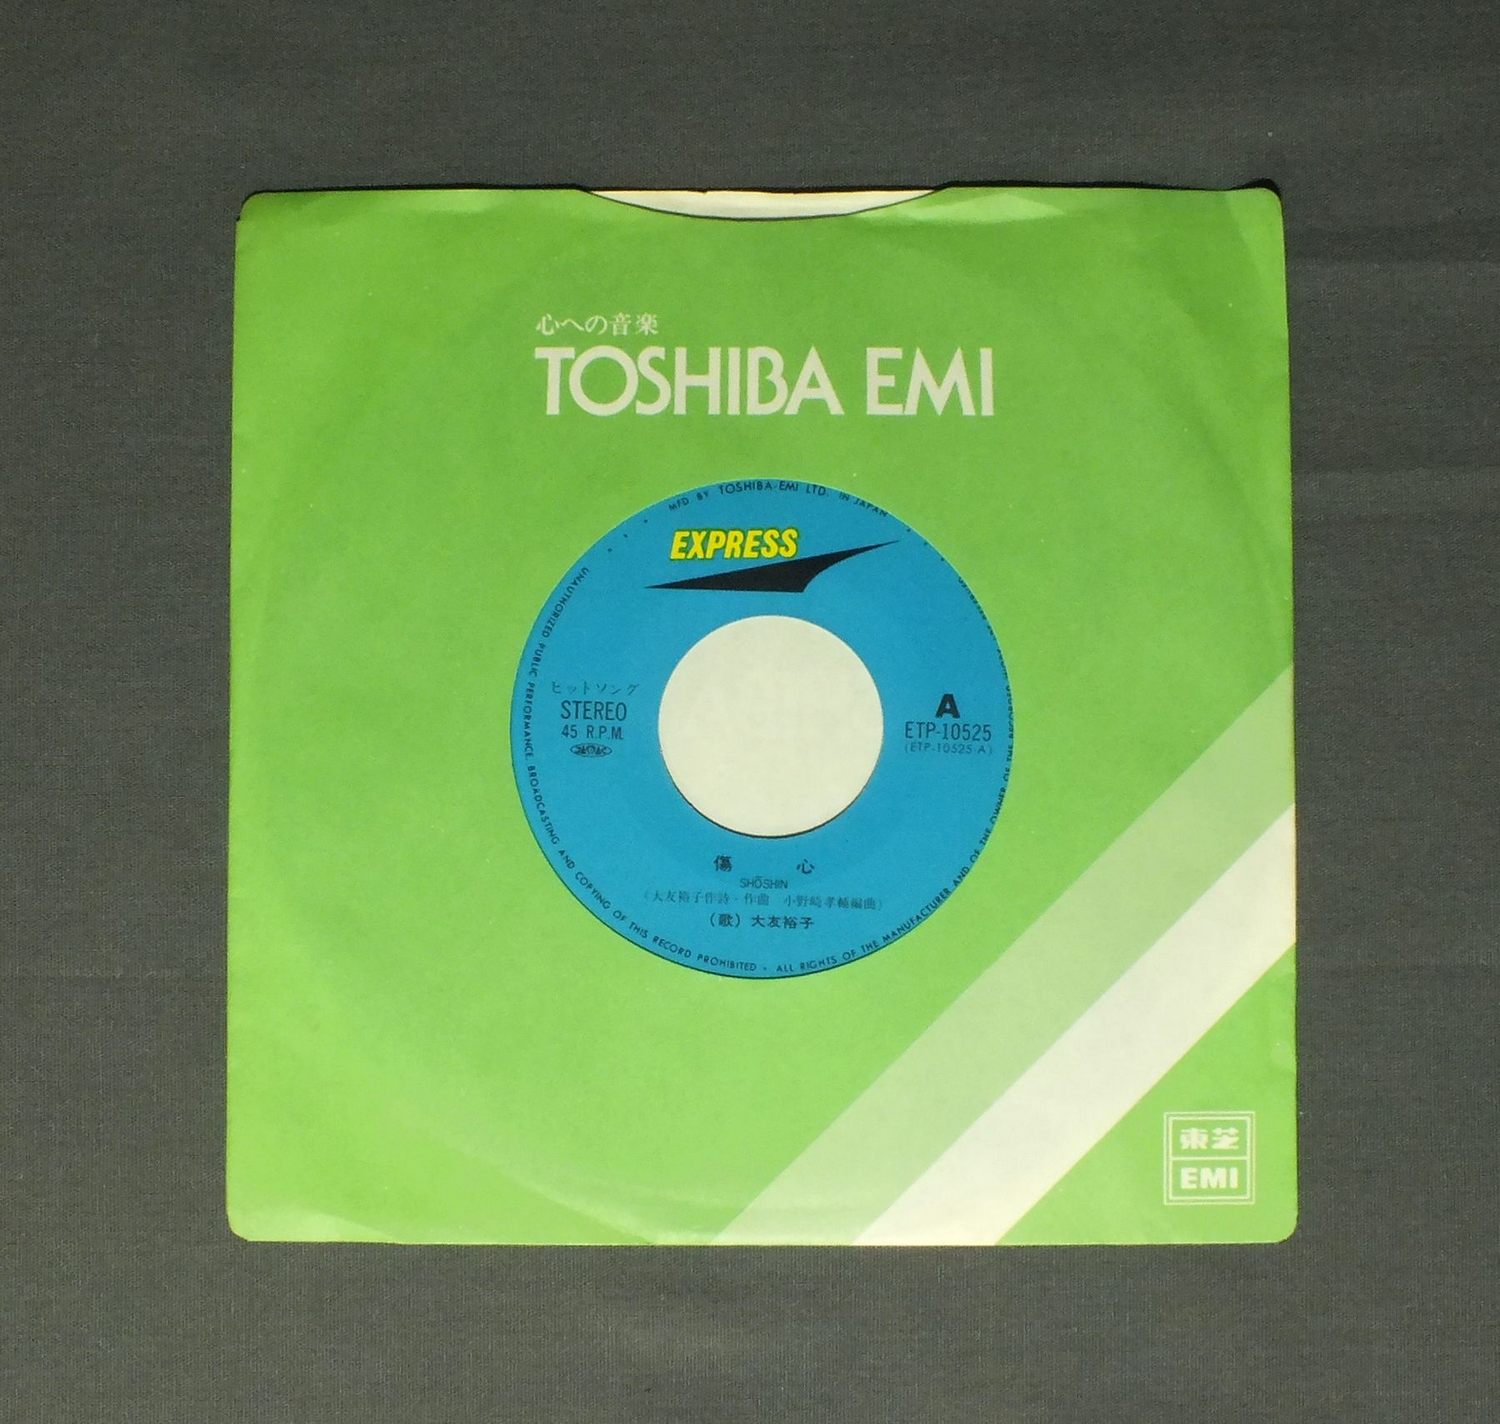 心への音楽
TOSHIBA EMI
MFD BY TOSHIBA-EMI LTD. IN JAPAN
EXPRESS
ヒットソング
STEREO
45 R.P.M.
A
ETP-10525
(ETP-10525-A)
傷 心
SHŌSHIN
(大友裕子作詩・作曲 小野崎孝輔編曲)
(歌) 大友裕子
UNAUTHORIZED PUBLIC PERFORMANCE, BROADCASTING AND COPYING OF THIS RECORD PROHIBITED • ALL RIGHTS OF THE MANUFACTURER AND OF THE OWNER OF THE
東芝
EMI